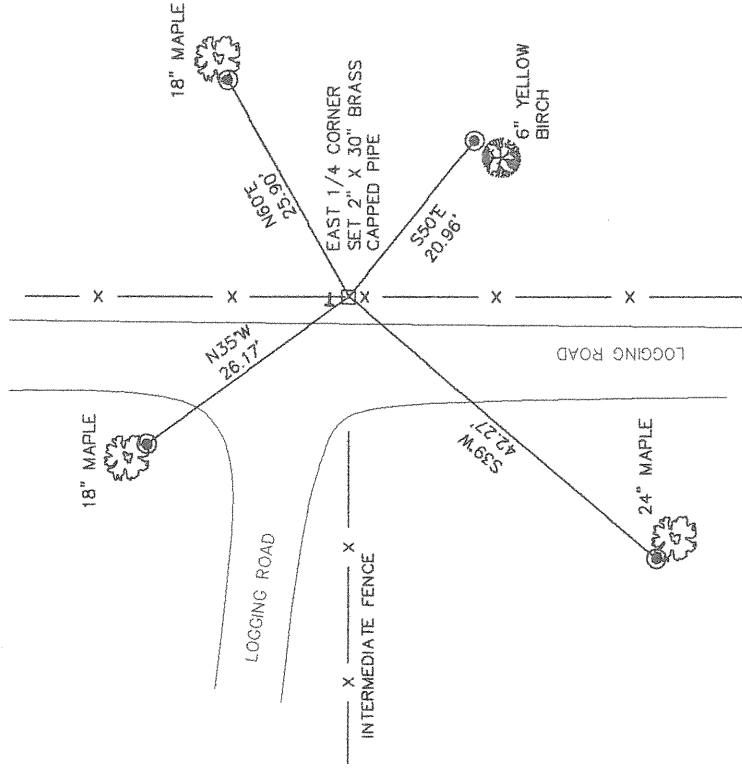 18" MAPLE
N60°E
25.90'
EAST 1/4 CORNER
SET 2" X 30" BRASS
CAPPED PIPE
6" YELLOW
BIRCH
S50°E
20.96'
N35°W
26.17'
18" MAPLE
LOGGING ROAD
LOGGING ROAD
S39°W
42.27'
24" MAPLE
INTERMEDIATE FENCE